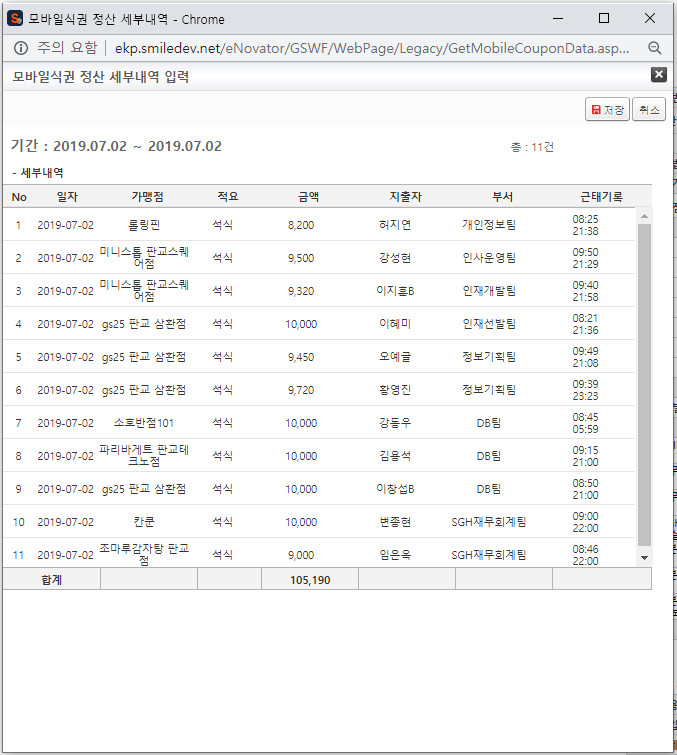 모바일식권 정산 세부내역 - Chrome
주의 요함 | ekp.smiledev.net/eNovator/GSWF/WebPage/Legacy/GetMobileCouponData.asp...
모바일식권 정산 세부내역 입력
저장 취소
기간 : 2019.07.02 ~ 2019.07.02 총 : 11건
- 세부내역
No 일자 가맹점 적요 금액 지출자 부서 근태기록
1 2019-07-02 롤링핀 석식 8,200 허지연 개인정보팀 08:25
21:38
2 2019-07-02 미니스톱 판교스퀘 석식 9,500 강성현 인사운영팀 09:50
어점 21:29
3 2019-07-02 미니스톱 판교스퀘 석식 9,320 이지훈B 인재개발팀 09:40
어점 21:58
4 2019-07-02 gs25 판교 삼환점 석식 10,000 이혜미 인재선발팀 08:21
21:36
5 2019-07-02 gs25 판교 삼환점 석식 9,450 오예글 정보기획팀 09:49
21:08
6 2019-07-02 gs25 판교 삼환점 석식 9,720 황영진 정보기획팀 09:39
23:23
7 2019-07-02 소호반점101 석식 10,000 강동우 DB팀 08:45
05:59
8 2019-07-02 파리바게트 판교테 석식 10,000 김용석 DB팀 09:15
크노점 21:00
9 2019-07-02 gs25 판교 삼환점 석식 10,000 이창섭B DB팀 08:50
21:00
10 2019-07-02 칸쿤 석식 10,000 변종현 SGH재무회계팀 09:00
22:00
11 2019-07-02 조마루감자탕 판교 석식 9,000 임은옥 SGH재무회계팀 08:46
점 22:00
합계 105,190